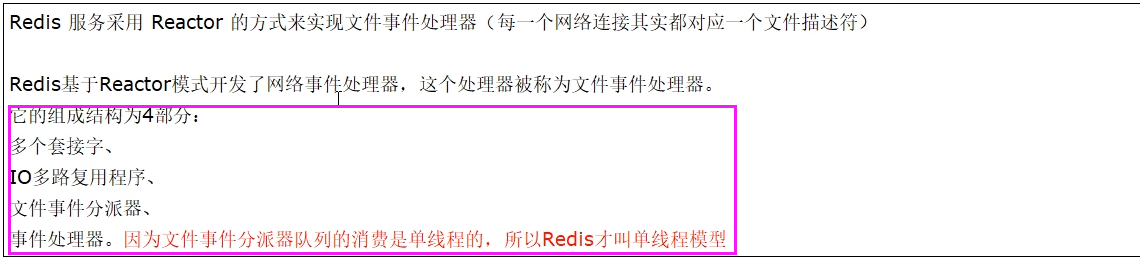 Redis 服务采用 Reactor 的方式来实现文件事件处理器（每一个网络连接其实都对应一个文件描述符）
Redis基于Reactor模式开发了网络事件处理器，这个处理器被称为文件事件处理器。
它的组成结构为4部分：
多个套接字、
IO多路复用程序、
文件事件分派器、
事件处理器。因为文件事件分派器队列的消费是单线程的，所以Redis才叫单线程模型